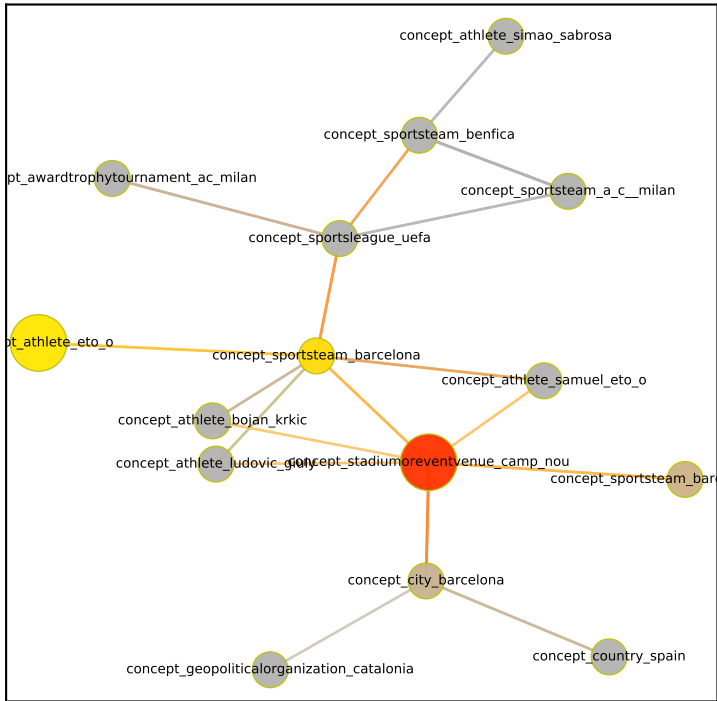 concept_athlete_simao_sabrosa
concept_sportsteam_benfica
pt_awardtrophytournament_ac_milan
concept_sportsteam_a_c__milan
concept_sportsleague_uefa
pt_athlete_eto_o
concept_sportsteam_barcelona
concept_athlete_samuel_eto_o
concept_athlete_bojan_krkic
concept_athlete_ludovic_giuly
concept_stadiumoreventvenue_camp_nou
concept_sportsteam_barc
concept_city_barcelona
concept_country_spain
concept_geopoliticalorganization_catalonia